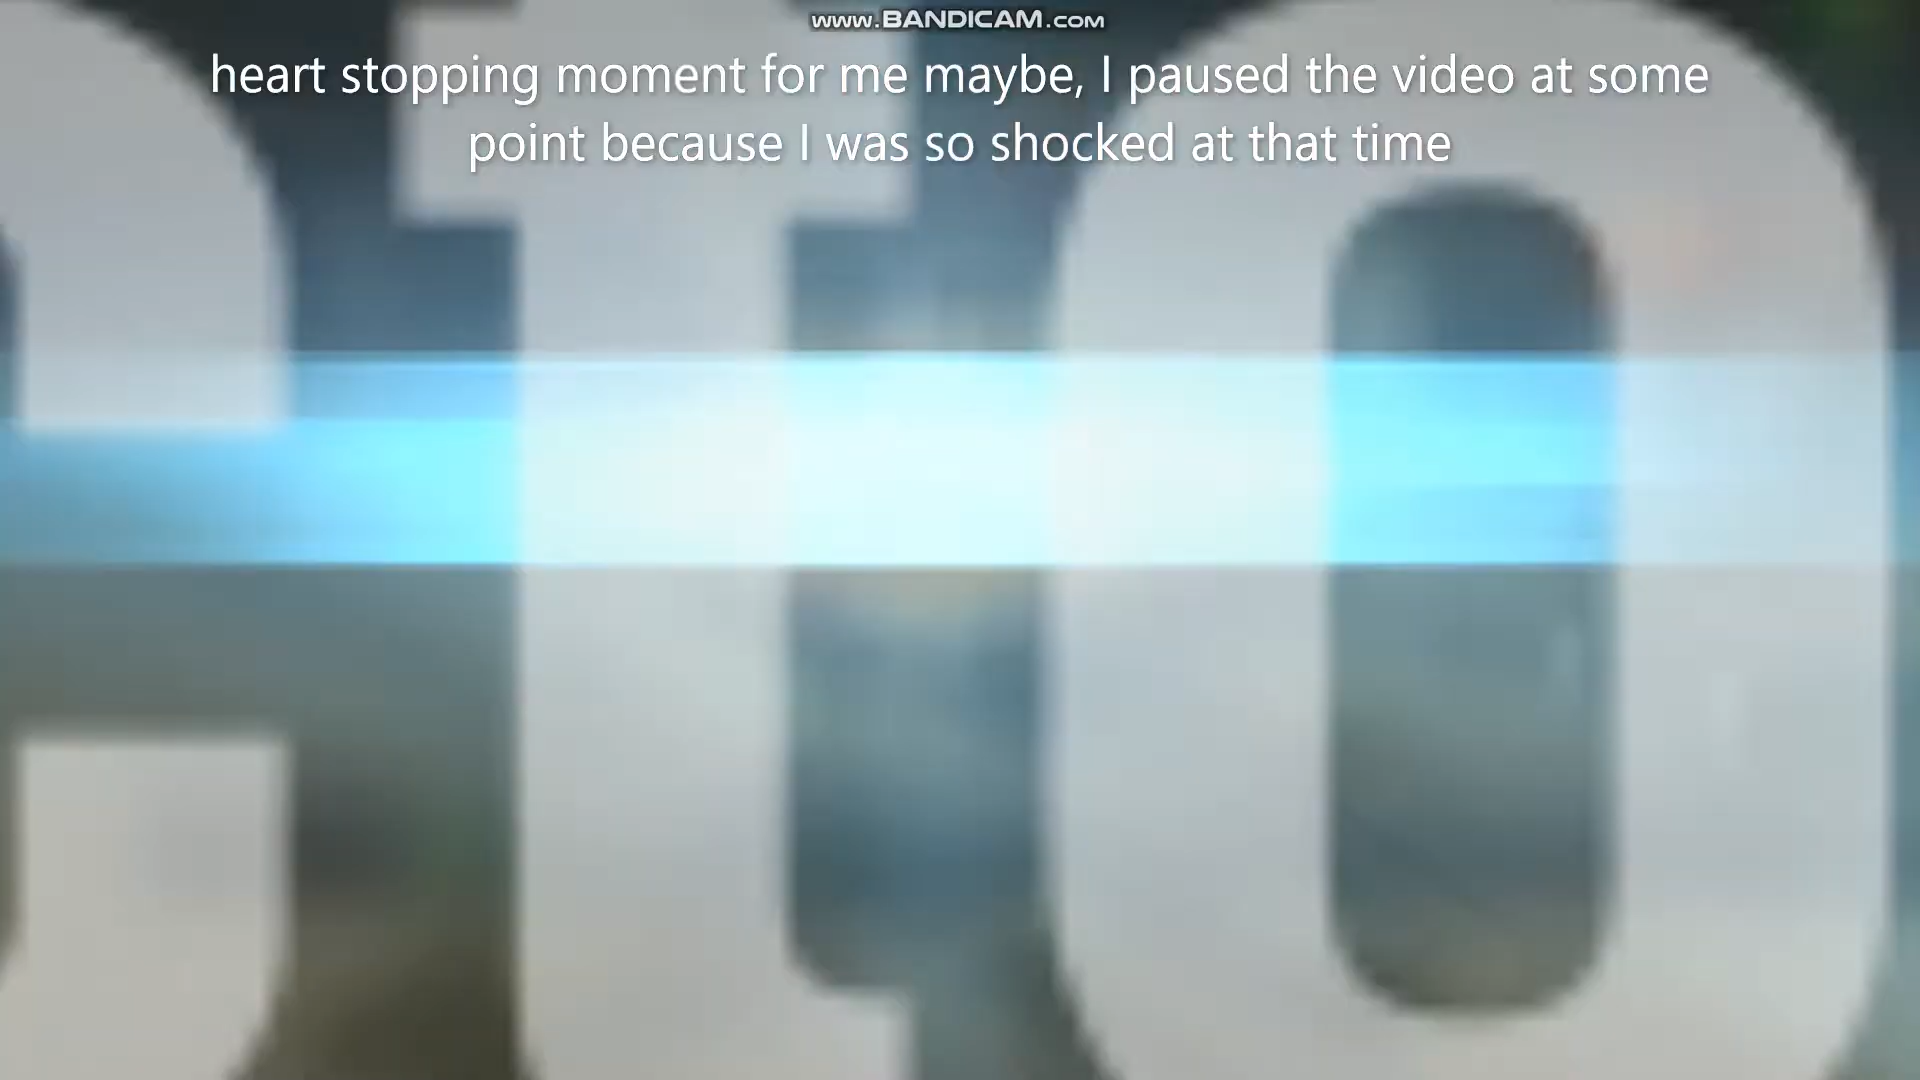 www.BANDICAM.com
heart stopping moment for me maybe, I paused the video at some
point because I was so shocked at that time
cto